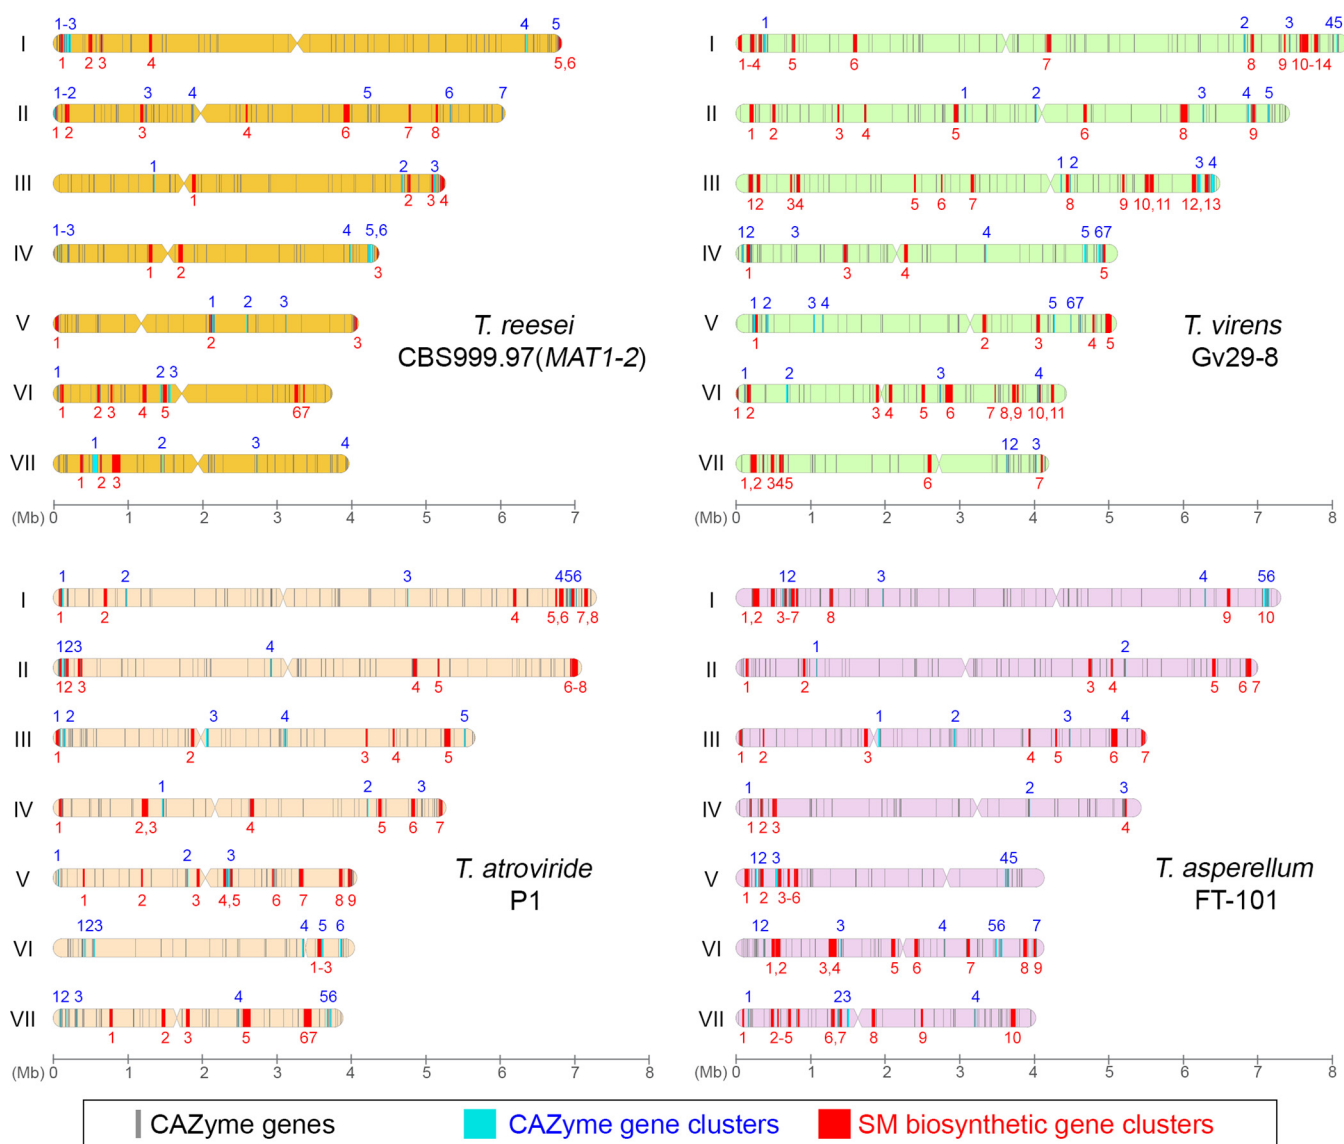 1-3 4 5
I
1 2 3 4 5,6
1-2 3 4 5 6 7
II
1 2 3 4 6 7 8
1 2 3
III
1 2 3 4
1-3 4 5,6
IV
1 2 3
1 2 3
V
1 2 3
1 2 3
VI
1 2 3 4 5 67
1 2 3 4
VII
1 2 3
T. reesei
CBS999.97(MAT1-2)
(Mb) 0 1 2 3 4 5 6 7
1 2 3 45
I
1-4 5 6 7 8 9 10-14
1 2 3 4 5
II
1 2 3 4 5 6 8 9
1 2 3 4
III
12 34 5 6 7 8 9 10,11 12,13
12 3 4 5 67
IV
1 3 4 5
1 2 3 4 5 67
V
1 2 3 4 5
1 2 3 4
VI
1 2 3 4 5 6 7 8,9 10,11
12 3
VII
1,2 345 6 7
T. virens
Gv29-8
(Mb) 0 1 2 3 4 5 6 7 8
1 2 3 456
I
1 2 4 5,6 7,8
123 4
II
12 3 4 5 6-8
1 2 3 4 5
III
1 2 3 4 5
1 2 3
IV
1 2,3 4 5 6 7
1 2 3
V
1 2 3 4,5 6 7 8 9
123 4 5 6
VI
1-3
12 3 4 56
VII
1 2 3 5 67
T. atroviride
P1
(Mb) 0 1 2 3 4 5 6 7 8
12 3 4 56
I
1,2 3-7 8 9 10
1 2
II
1 2 3 4 5 6 7
1 2 3 4
III
1 2 3 4 5 6 7
1 2 3
IV
1 2 3 4
12 3 45
V
1 2 3-6
12 3 4 56 7
VI
1,2 3,4 5 6 7 8 9
1 23 4
VII
1 2-5 6,7 8 9 10
T. asperellum
FT-101
(Mb) 0 1 2 3 4 5 6 7 8
CAZyme genes CAZyme gene clusters SM biosynthetic gene clusters